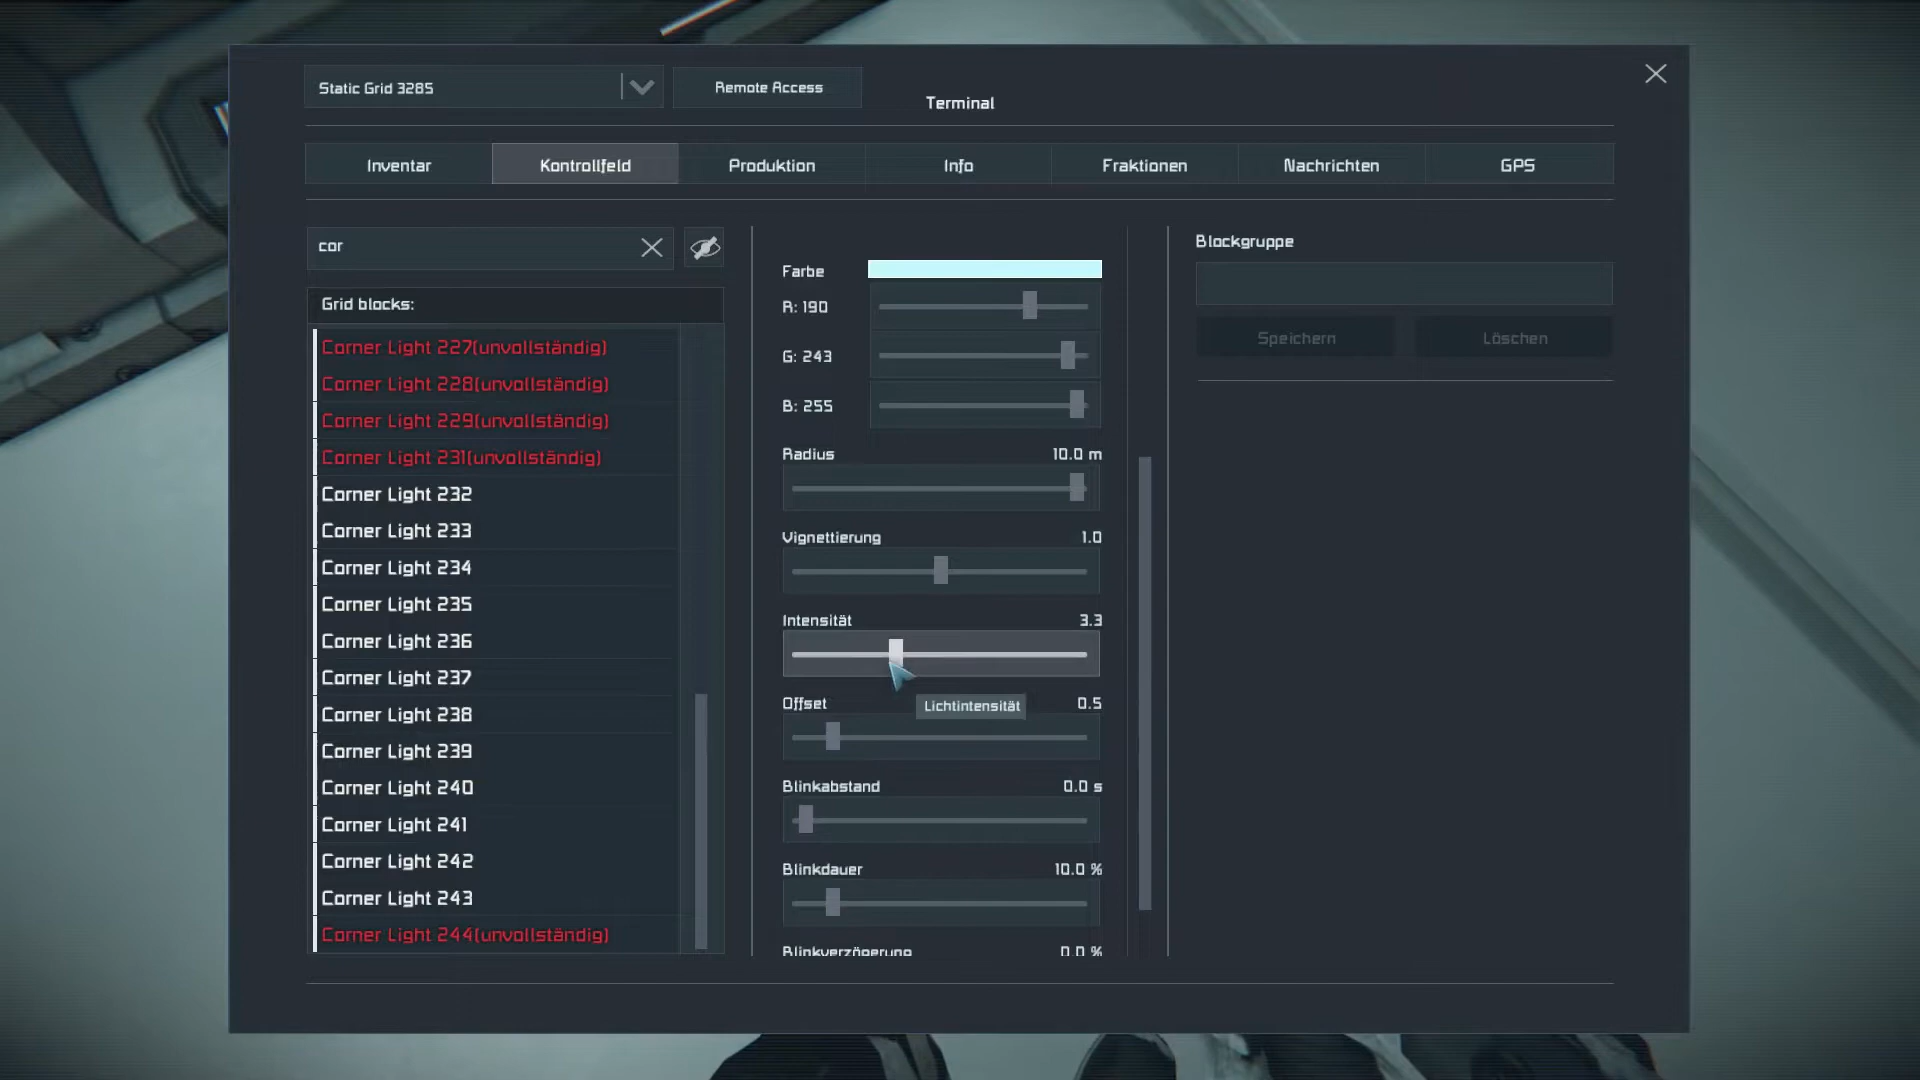 Static Grid 3285
Remote Access
Terminal
Inventar
Kontrollfeld
Produktion
Info
Fraktionen
Nachrichten
GPS
cor
Grid blocks:
Corner Light 227(unvollständig)
Corner Light 228(unvollständig)
Corner Light 229(unvollständig)
Corner Light 231(unvollständig)
Corner Light 232
Corner Light 233
Corner Light 234
Corner Light 235
Corner Light 236
Corner Light 237
Corner Light 238
Corner Light 239
Corner Light 240
Corner Light 241
Corner Light 242
Corner Light 243
Corner Light 244(unvollständig)
Farbe
R: 190
G: 243
B: 255
Radius 10.0 m
Vignettierung 1.0
Intensität 3.3
Offset 0.5
Lichtintensität
Blinkabstand 0.0 s
Blinkdauer 10.0 %
Blinkverzögerung 0.0 %
Blockgruppe
Speichern
Löschen